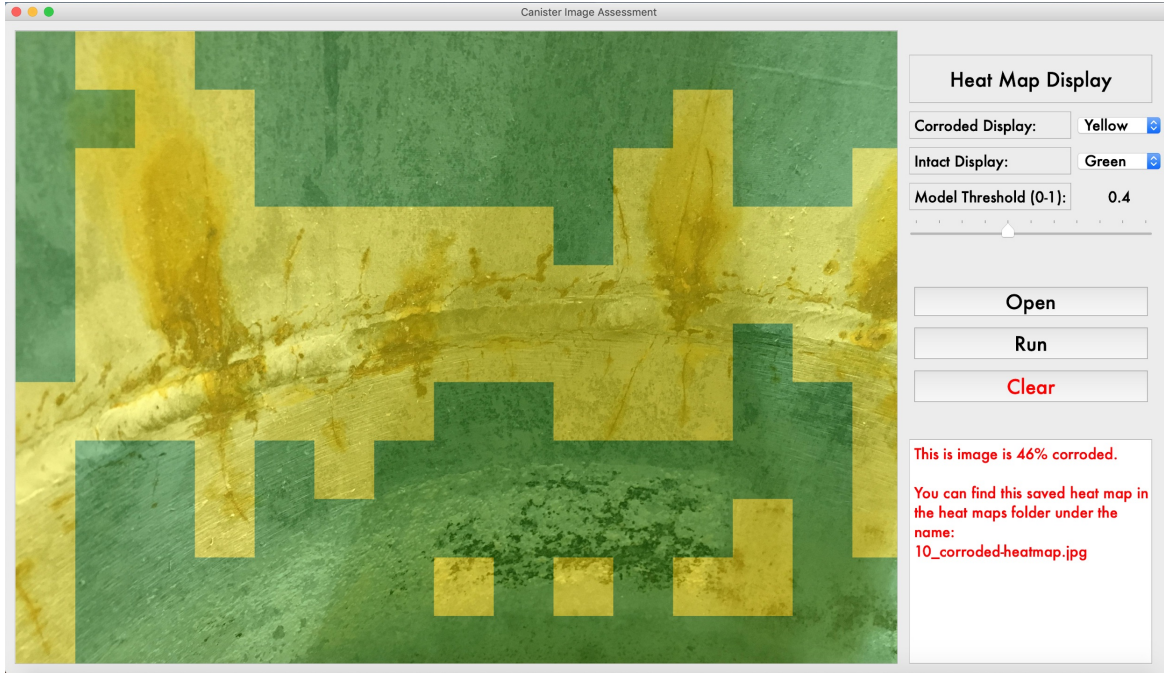 Canister Image Assessment
Heat Map Display
Corroded Display:
Yellow
Intact Display:
Green
Model Threshold (0-1):
0.4
Open
Run
Clear
This is image is 46% corroded.
You can find this saved heat map in
the heat maps folder under the
name:
10_corroded-heatmap.jpg